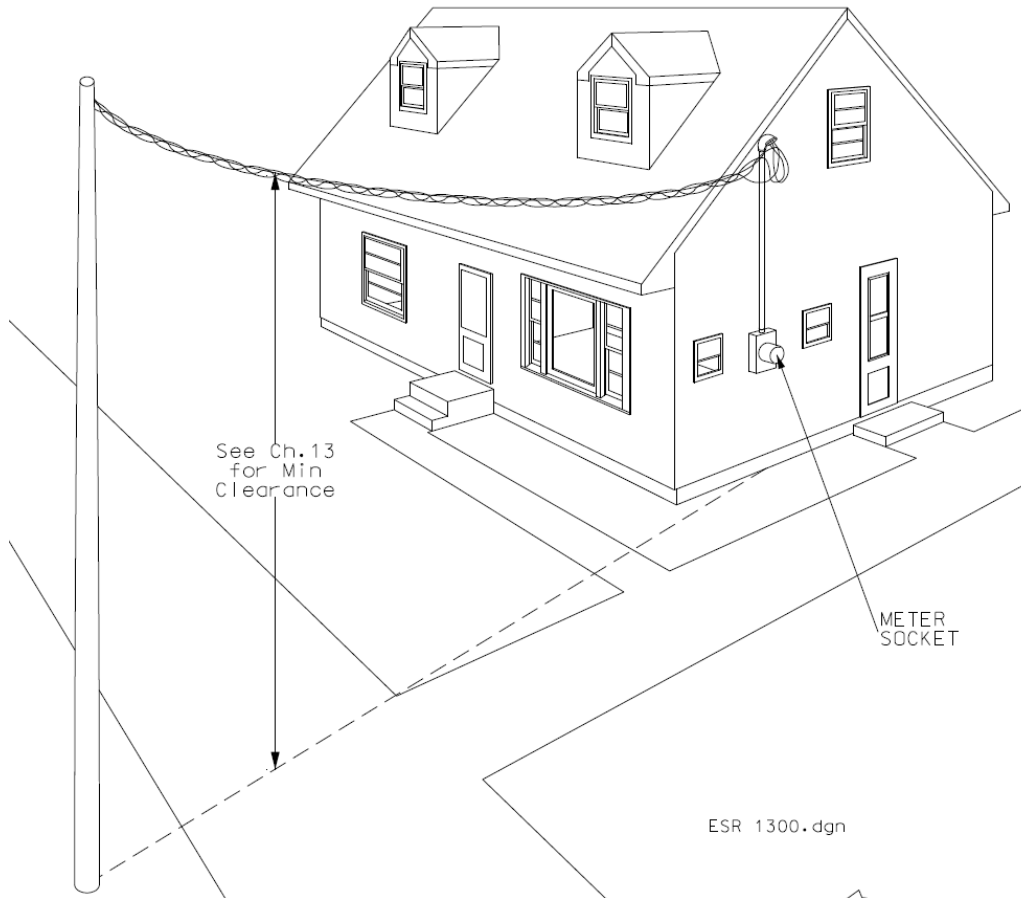 See Ch.13
for Min
Clearance
METER
SOCKET
ESR 1300.dgn